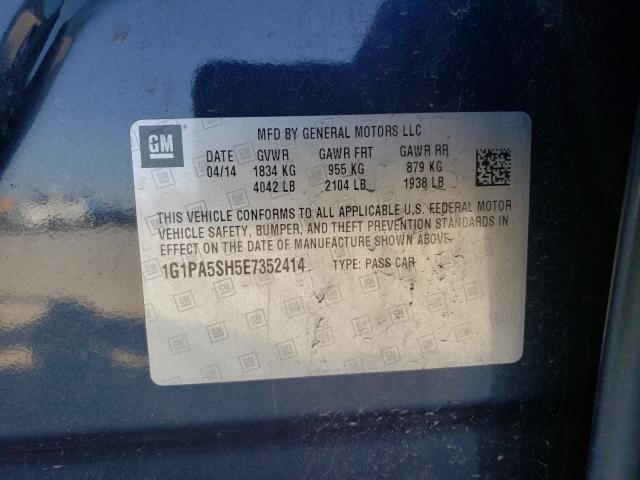 GM
MFD BY GENERAL MOTORS LLC
DATE GVWR GAWR FRT GAWR RR
04/14 1834 KG 955 KG 879 KG
4042 LB 2104 LB 1938 LB
THIS VEHICLE CONFORMS TO ALL APPLICABLE U.S. FEDERAL MOTOR
VEHICLE SAFETY, BUMPER, AND THEFT PREVENTION STANDARDS IN
EFFECT ON THE DATE OF MANUFACTURE SHOWN ABOVE.
1G1PA5SH5E7352414 TYPE: PASS CAR